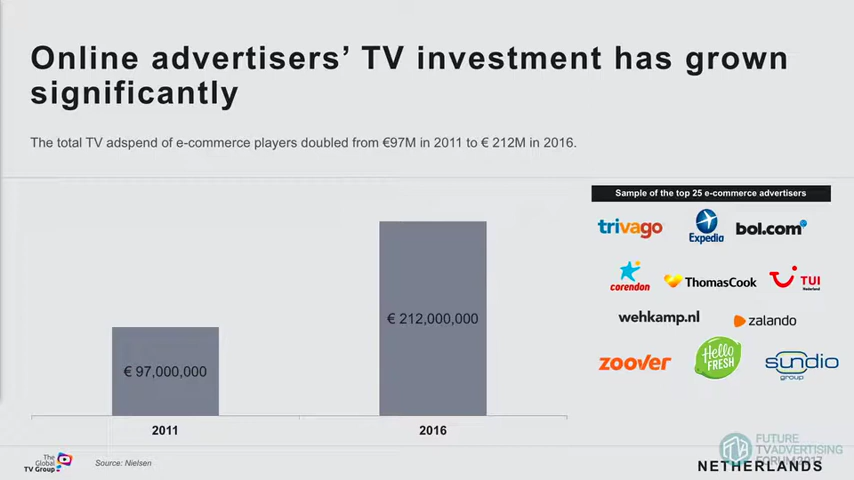 Online advertisers’ TV investment has grown
significantly
The total TV adspend of e-commerce players doubled from €97M in 2011 to € 212M in 2016.
Sample of the top 25 e-commerce advertisers
trivago
Expedia
bol.com
corendon
ThomasCook
TUI
Nederland
wehkamp.nl
zalando
zoover
Hello
FRESH
sundio
group
€ 212,000,000
€ 97,000,000
2011
2016
The
Global
TV Group
Source: Nielsen
FUTURE
TVADVERTISING
FORUM2017
NETHERLANDS